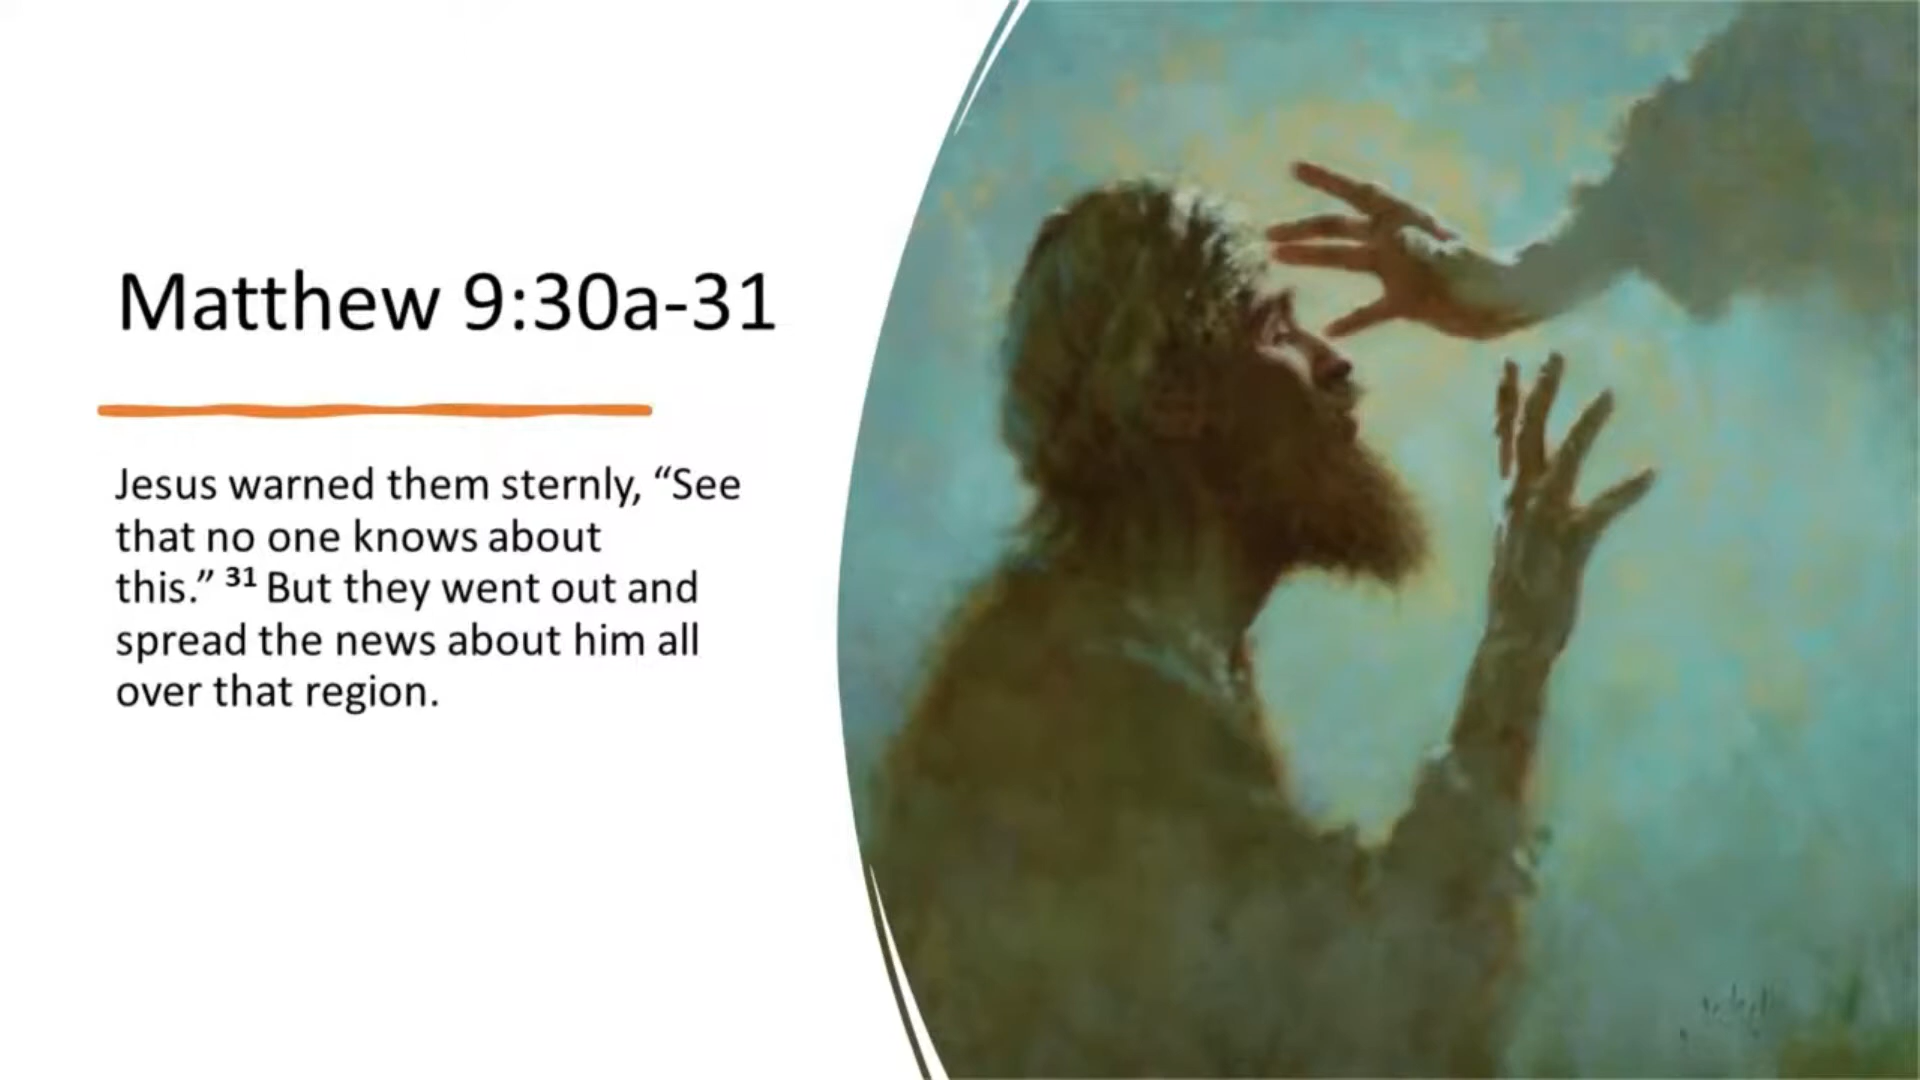 Matthew 9:30a-31
Jesus warned them sternly, “See
that no one knows about
this.” ³¹ But they went out and
spread the news about him all
over that region.